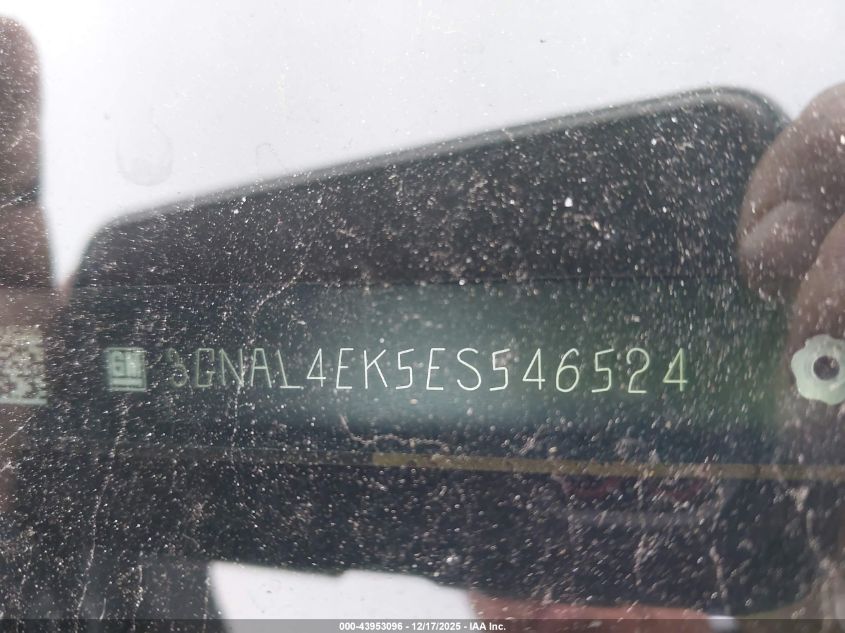 GM 3GNAL4EK5ES546524
000-43953096 - 12/17/2025 - IAA Inc.